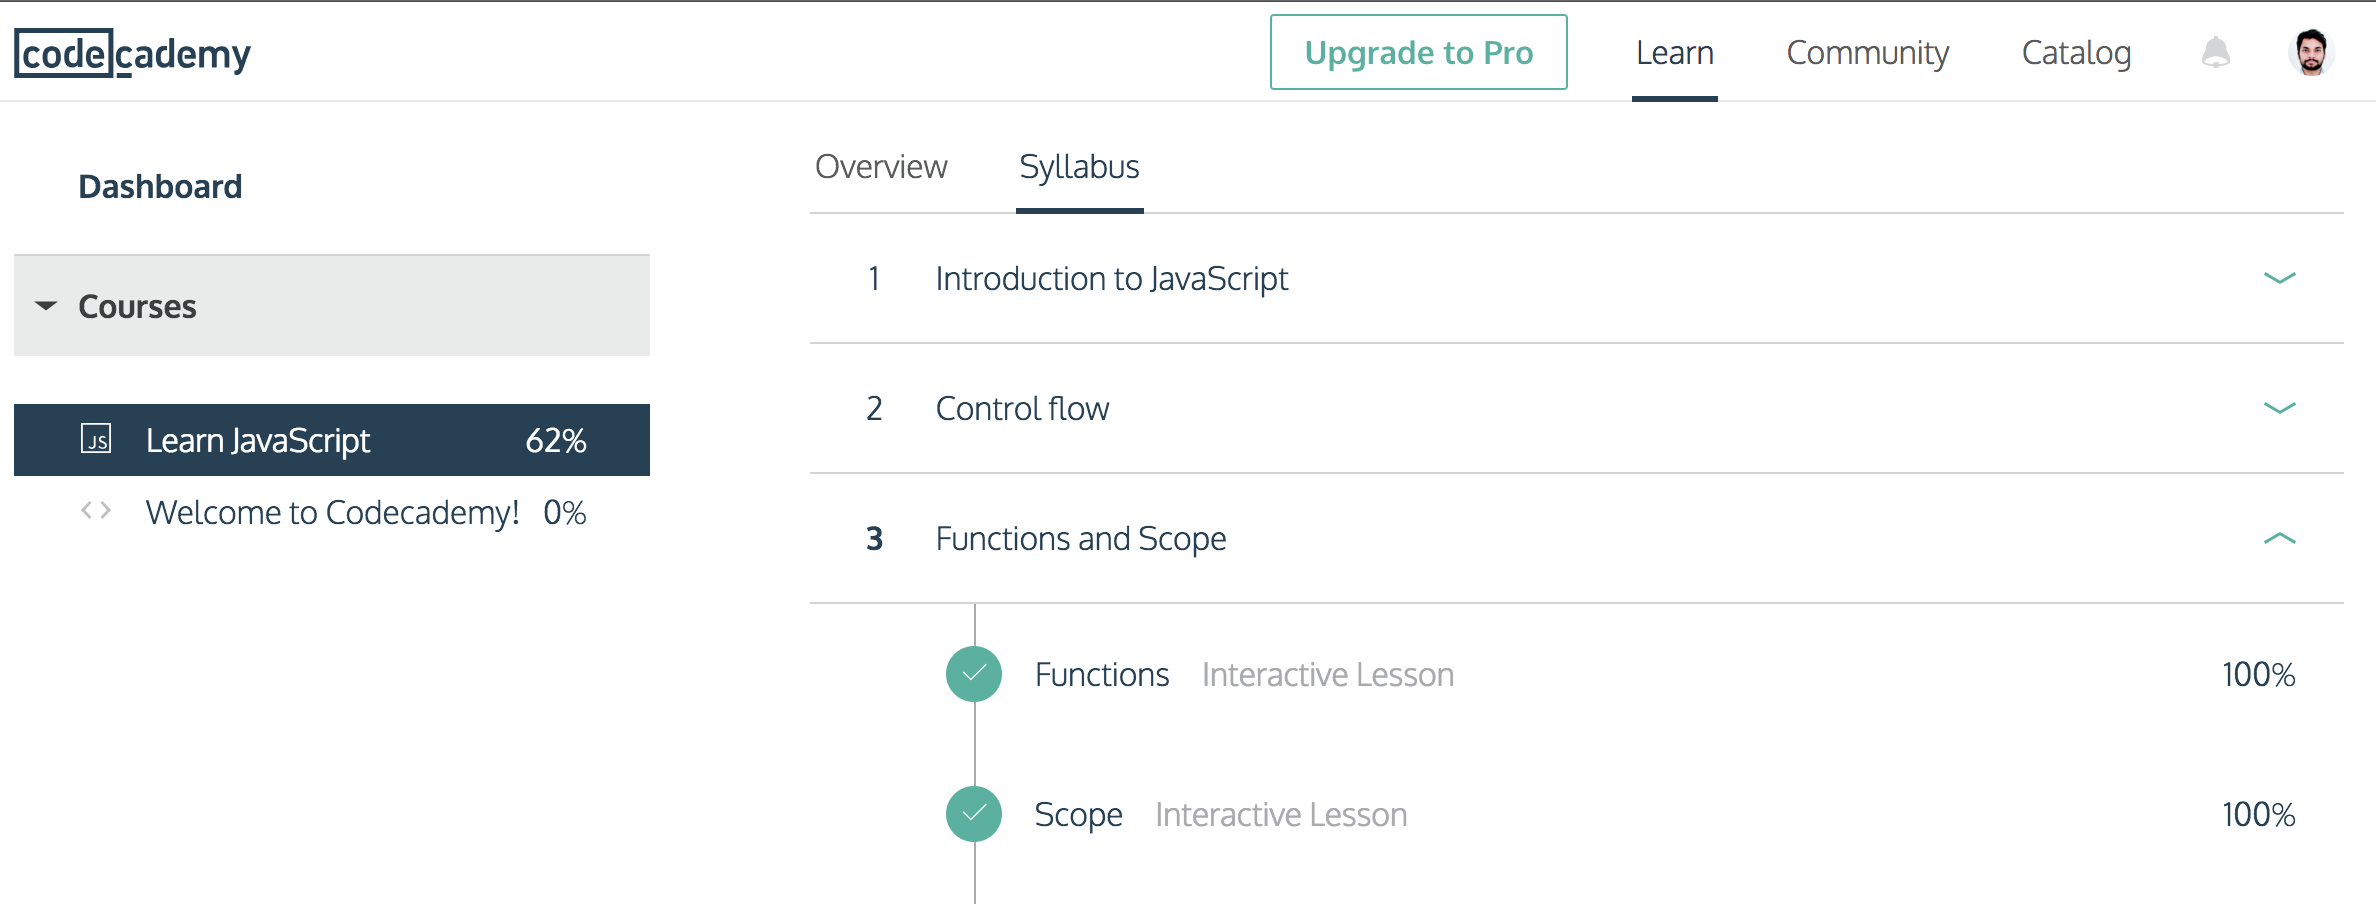 codecademy
Upgrade to Pro
Learn
Community
Catalog
Dashboard
Courses
JS Learn JavaScript 62%
Welcome to Codecademy! 0%
Overview
Syllabus
1 Introduction to JavaScript
2 Control flow
3 Functions and Scope
Functions Interactive Lesson 100%
Scope Interactive Lesson 100%